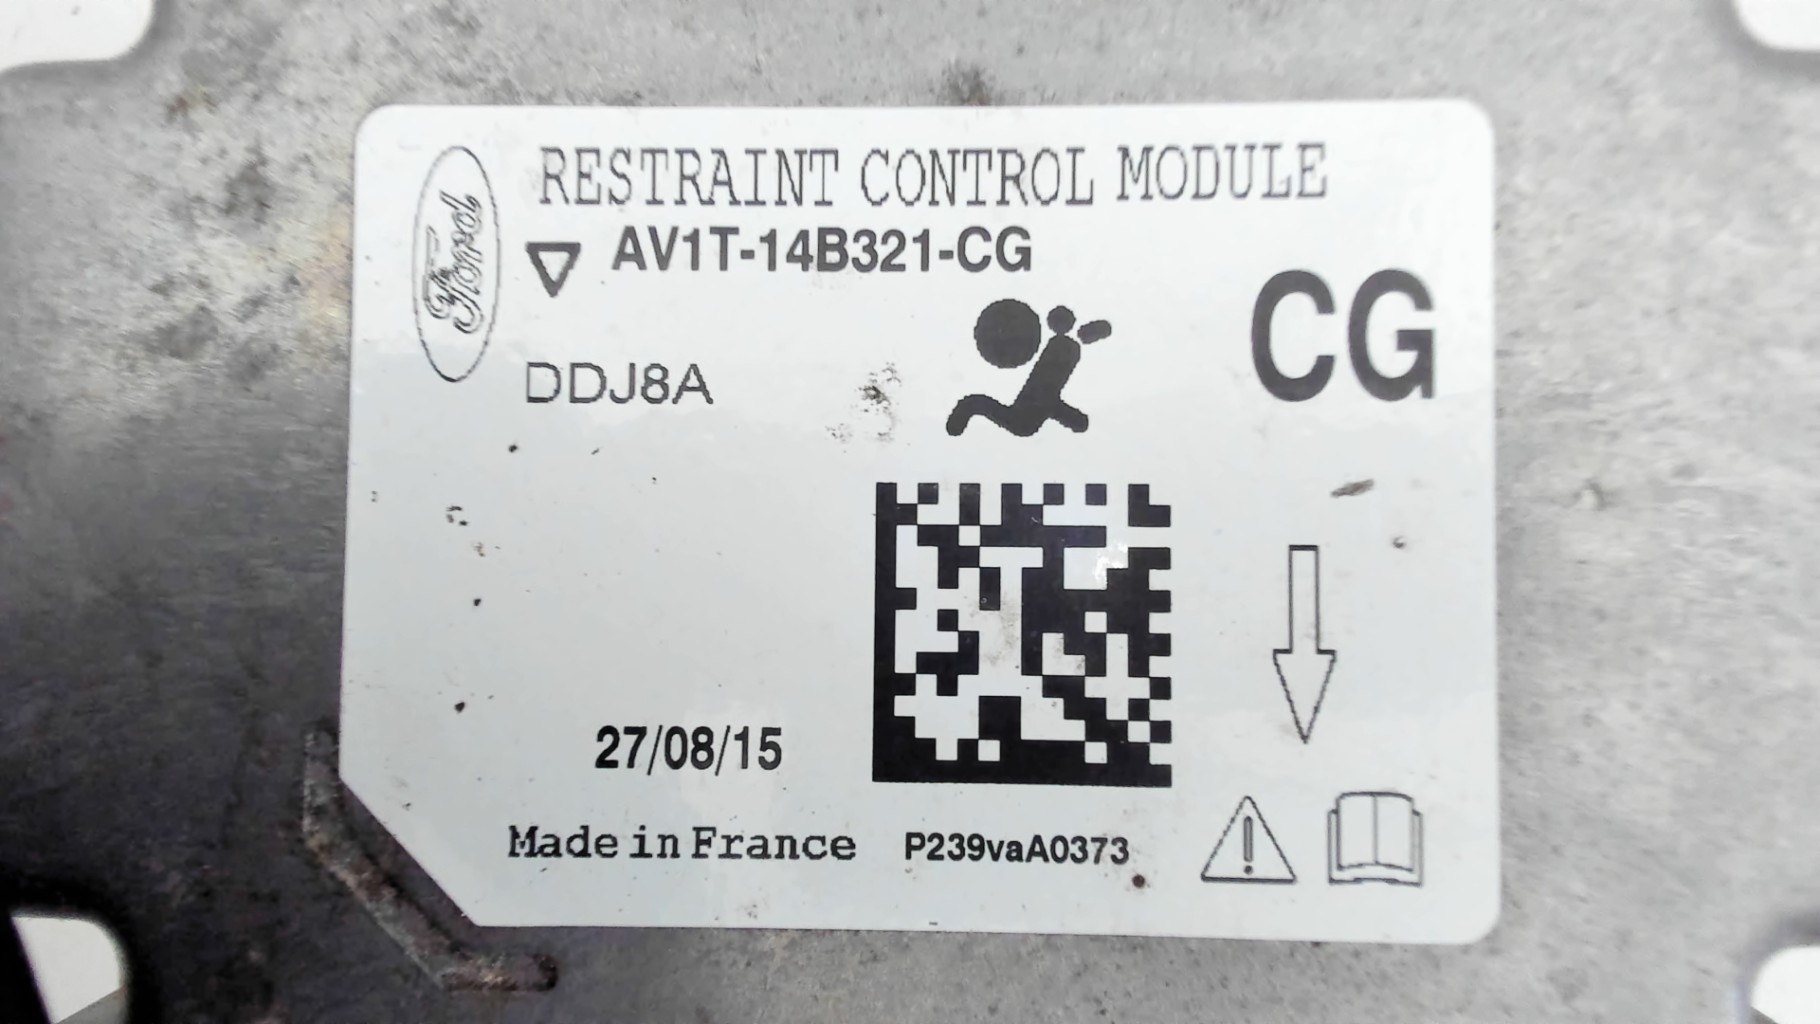 Ford
RESTRAINT CONTROL MODULE
AV1T-14B321-CG
CG
DDJ8A
27/08/15
Made in France P239vaA0373